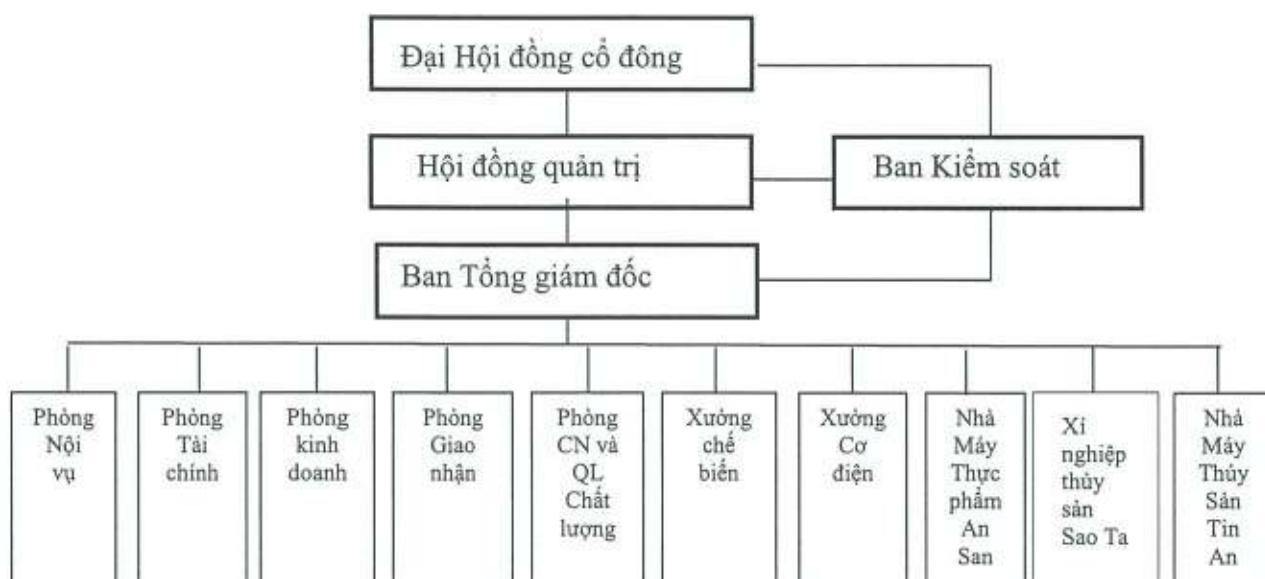 Đại Hội đồng cổ đông
Hội đồng quản trị
Ban Kiểm soát
Ban Tổng giám đốc
Phòng
Nội
vụ
Phòng
Tài
chính
Phòng
kinh
doanh
Phòng
Giao
nhận
Phòng
CN và
QL
Chất
lượng
Xưởng
chế
biến
Xưởng
Cơ
điện
Nhà
Máy
Thực
phẩm
An
San
Xí
nghiệp
thủy
sản
Sao Ta
Nhà
Máy
Thủy
Sản
Tin
An